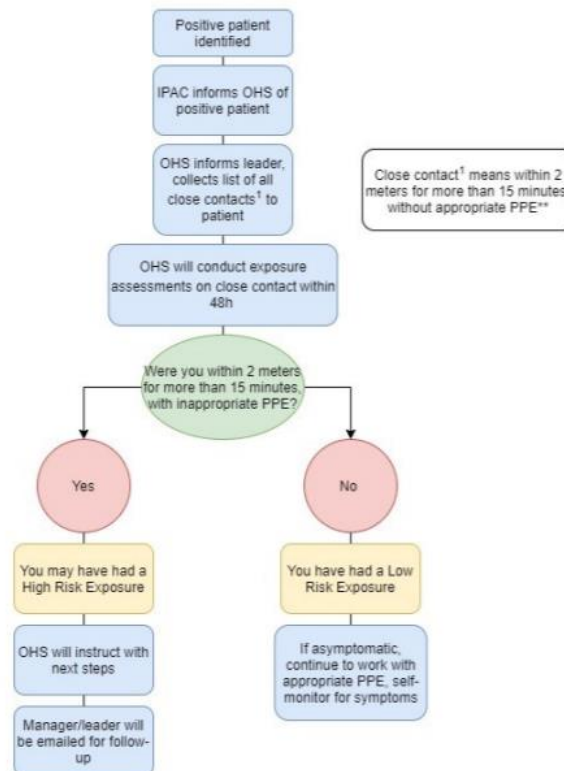 Positive patient
identified
IPAC informs OHS of
positive patient
OHS informs leader,
collects list of all
close contacts¹ to
patient
Close contact¹ means within 2
meters for more than 15 minutes
without appropriate PPE**
OHS will conduct exposure
assessments on close contact within
48h
Were you within 2 meters
for more than 15 minutes,
with inappropriate PPE?
Yes
No
You may have had a
High Risk Exposure
You have had a Low
Risk Exposure
OHS will instruct with
next steps
If asymptomatic,
continue to work with
appropriate PPE, self-
monitor for symptoms
Manager/leader will
be emailed for follow-
up